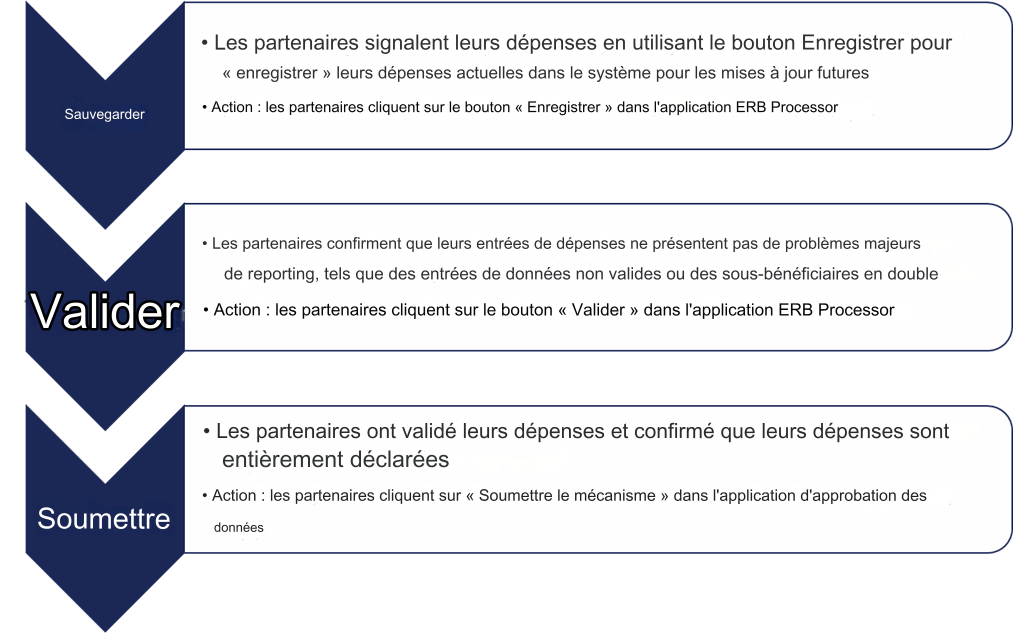 • Les partenaires signalent leurs dépenses en utilisant le bouton Enregistrer pour
« enregistrer » leurs dépenses actuelles dans le système pour les mises à jour futures
Sauvegarder
• Action : les partenaires cliquent sur le bouton « Enregistrer » dans l'application ERB Processor
• Les partenaires confirment que leurs entrées de dépenses ne présentent pas de problèmes majeurs
de reporting, tels que des entrées de données non valides ou des sous-bénéficiaires en double
Valider
• Action : les partenaires cliquent sur le bouton « Valider » dans l'application ERB Processor
• Les partenaires ont validé leurs dépenses et confirmé que leurs dépenses sont
entièrement déclarées
Soumettre
• Action : les partenaires cliquent sur « Soumettre le mécanisme » dans l'application d'approbation des
données